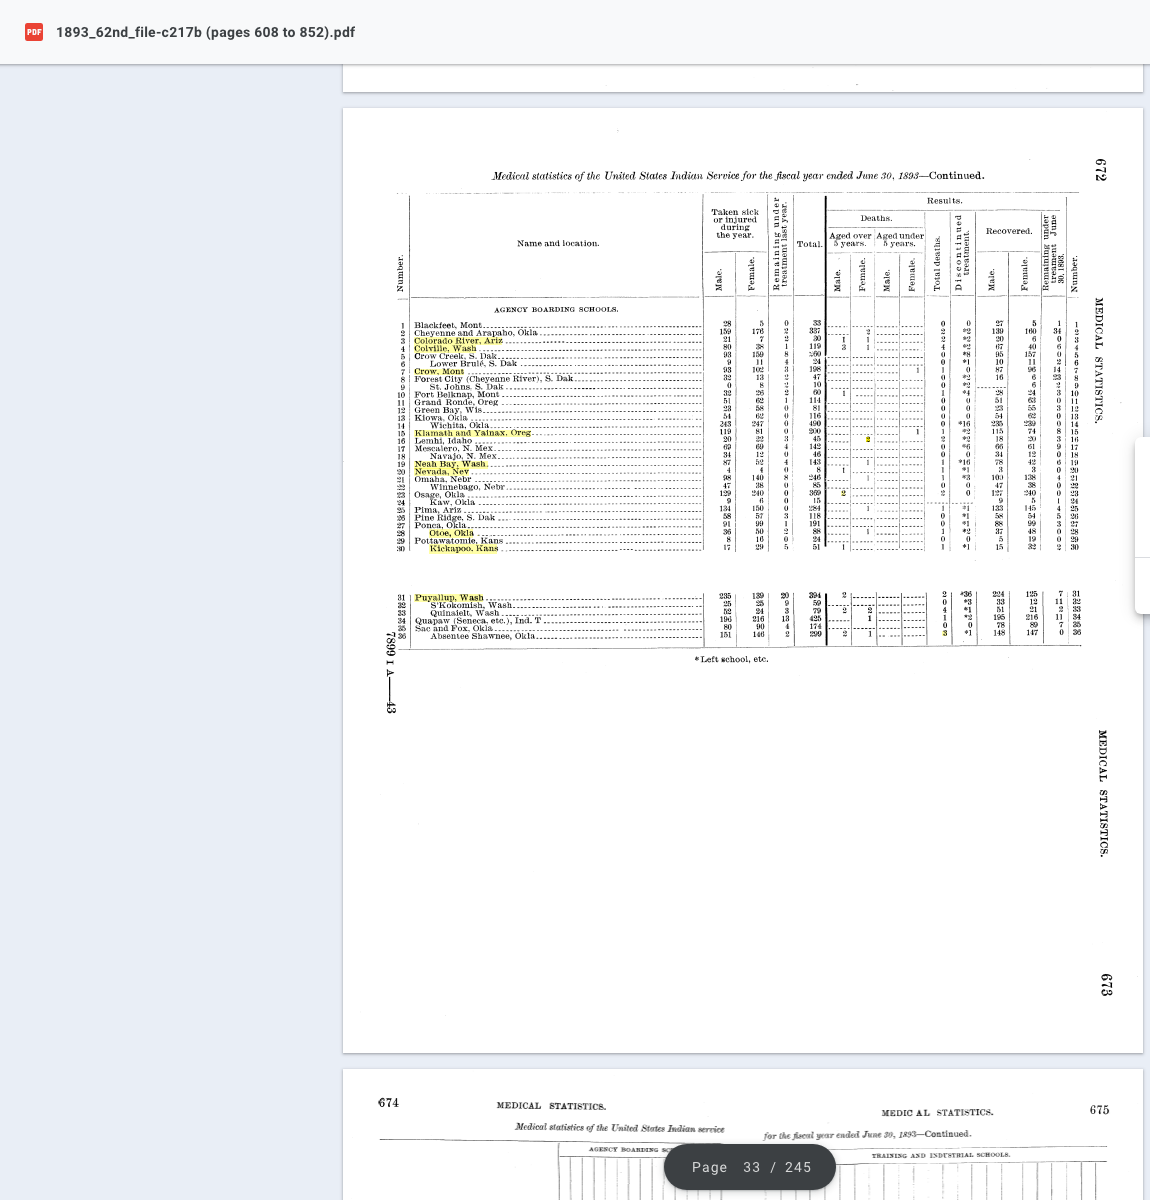 PDF 1893_62nd_file-c217b (pages 608 to 852).pdf
672
Medical statistics of the United States Indian Service for the fiscal year ended June 30, 1893—Continued.
Number.
Name and location.
Taken sick or injured during the year.
Male.
Female.
Remaining under treatment last year.
Total.
Results.
Deaths.
Aged over 5 years.
Aged under 5 years.
Male.
Female.
Male.
Female.
Total deaths.
Discontinued treatment.
Recovered.
Male.
Female.
Remaining under treatment June 30, 1893.
Number.
AGENCY BOARDING SCHOOLS.
1 Blackfeet, Mont. 28 5 0 33 0 0 27 5 1 1
2 Cheyenne and Arapaho, Okla 159 176 2 337 2 2 *2 139 160 34 2
3 Colorado River, Ariz 21 7 2 30 1 1 2 *2 20 6 0 3
4 Colville, Wash 80 38 1 119 3 1 4 *2 67 40 6 4
5 Crow Creek, S. Dak 93 159 8 260 0 *8 95 157 0 5
6 Lower Brulé, S. Dak 9 11 4 24 0 *1 10 11 2 6
7 Crow, Mont 93 102 3 198 1 1 0 87 96 14 7
8 Forest City (Cheyenne River), S. Dak 32 13 2 47 0 *2 16 6 23 8
9 St. Johns, S. Dak 0 8 2 10 0 *2 6 2 9
10 Fort Belknap, Mont 32 26 2 60 1 1 *4 28 24 3 10
11 Grand Ronde, Oreg 51 62 1 114 0 0 51 63 0 11
12 Green Bay, Wis 23 58 0 81 0 0 23 55 3 12
13 Kiowa, Okla 54 62 0 116 0 0 54 62 0 13
14 Wichita, Okla 243 247 0 490 0 *16 235 239 0 14
15 Klamath and Yainax, Oreg 119 81 0 200 1 1 *2 115 74 8 15
16 Lemhi, Idaho 20 22 3 45 2 2 *2 18 20 3 16
17 Mescalero, N. Mex 69 69 4 142 0 *6 66 61 9 17
18 Navajo, N. Mex 34 12 0 46 0 0 34 12 0 18
19 Neah Bay, Wash 87 52 4 143 1 1 *16 78 42 6 19
20 Nevada, Nev 4 4 0 8 1 1 *1 3 3 0 20
21 Omaha, Nebr 98 140 8 246 1 1 *3 100 138 4 21
22 Winnebago, Nebr 47 38 0 85 0 0 47 38 0 22
23 Osage, Okla 129 240 0 369 2 2 0 127 240 0 23
24 Kaw, Okla 9 6 0 15 9 5 1 24
25 Pima, Ariz 134 150 0 284 1 1 *1 133 145 4 25
26 Pine Ridge, S. Dak 58 57 3 118 0 *1 58 54 5 26
27 Ponca, Okla 91 99 1 191 0 *1 88 99 3 27
28 Otoe, Okla 36 50 2 88 1 1 *2 37 48 0 28
29 Pottawatomie, Kans 8 16 0 24 0 0 5 19 0 29
30 Kickapoo, Kans 17 29 5 51 1 1 *1 15 32 2 30
31 Puyallup, Wash 235 139 20 394 2 2 *36 224 125 7 31
32 S'Kokomish, Wash 25 25 9 59 0 *3 33 12 11 32
33 Quinaielt, Wash 52 24 3 79 2 2 4 *1 51 21 2 33
34 Quapaw (Seneca, etc.), Ind. T 196 216 13 425 1 1 *2 195 216 11 34
35 Sac and Fox, Okla 80 90 4 174 0 0 78 89 7 35
36 Absentee Shawnee, Okla 151 146 2 299 2 1 3 *1 148 147 0 36
*Left school, etc.
7899 I A——43
MEDICAL STATISTICS.
MEDICAL STATISTICS.
673
674 MEDICAL STATISTICS.
MEDICAL STATISTICS. 675
Medical statistics of the United States Indian service
for the fiscal year ended June 30, 1893—Continued.
AGENCY BOARDING
TRAINING AND INDUSTRIAL SCHOOLS.
Page 33 / 245